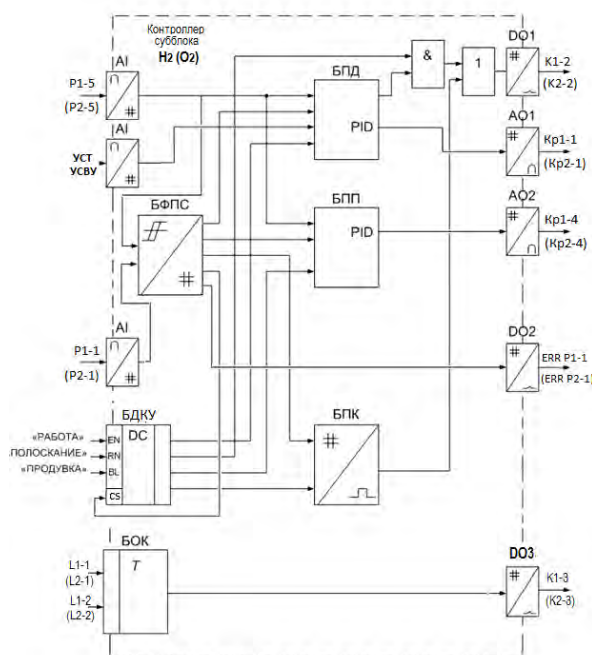 Контроллер
субблока
H2 (O2)
AI
P1-5
(P2-5)
AI
УСТ
УСВУ
БФПС
AI
P1-1
(P2-1)
БДКУ
DC
«РАБОТА»
EN
ПОЛОСКАНИЕ»
RN
«ПРОДУВКА»
BL
CS
БОК
T
L1-1
(L2-1)
L1-2
(L2-2)
БПД
PID
БПП
PID
БПК
&
1
DO1
K1-2
(K2-2)
AO1
Кр1-1
(Кр2-1)
AO2
Кр1-4
(Кр2-4)
DO2
ERR P1-1
(ERR P2-1)
DO3
K1-3
(K2-3)
#
#
#
#
#
#
#
#
#
#